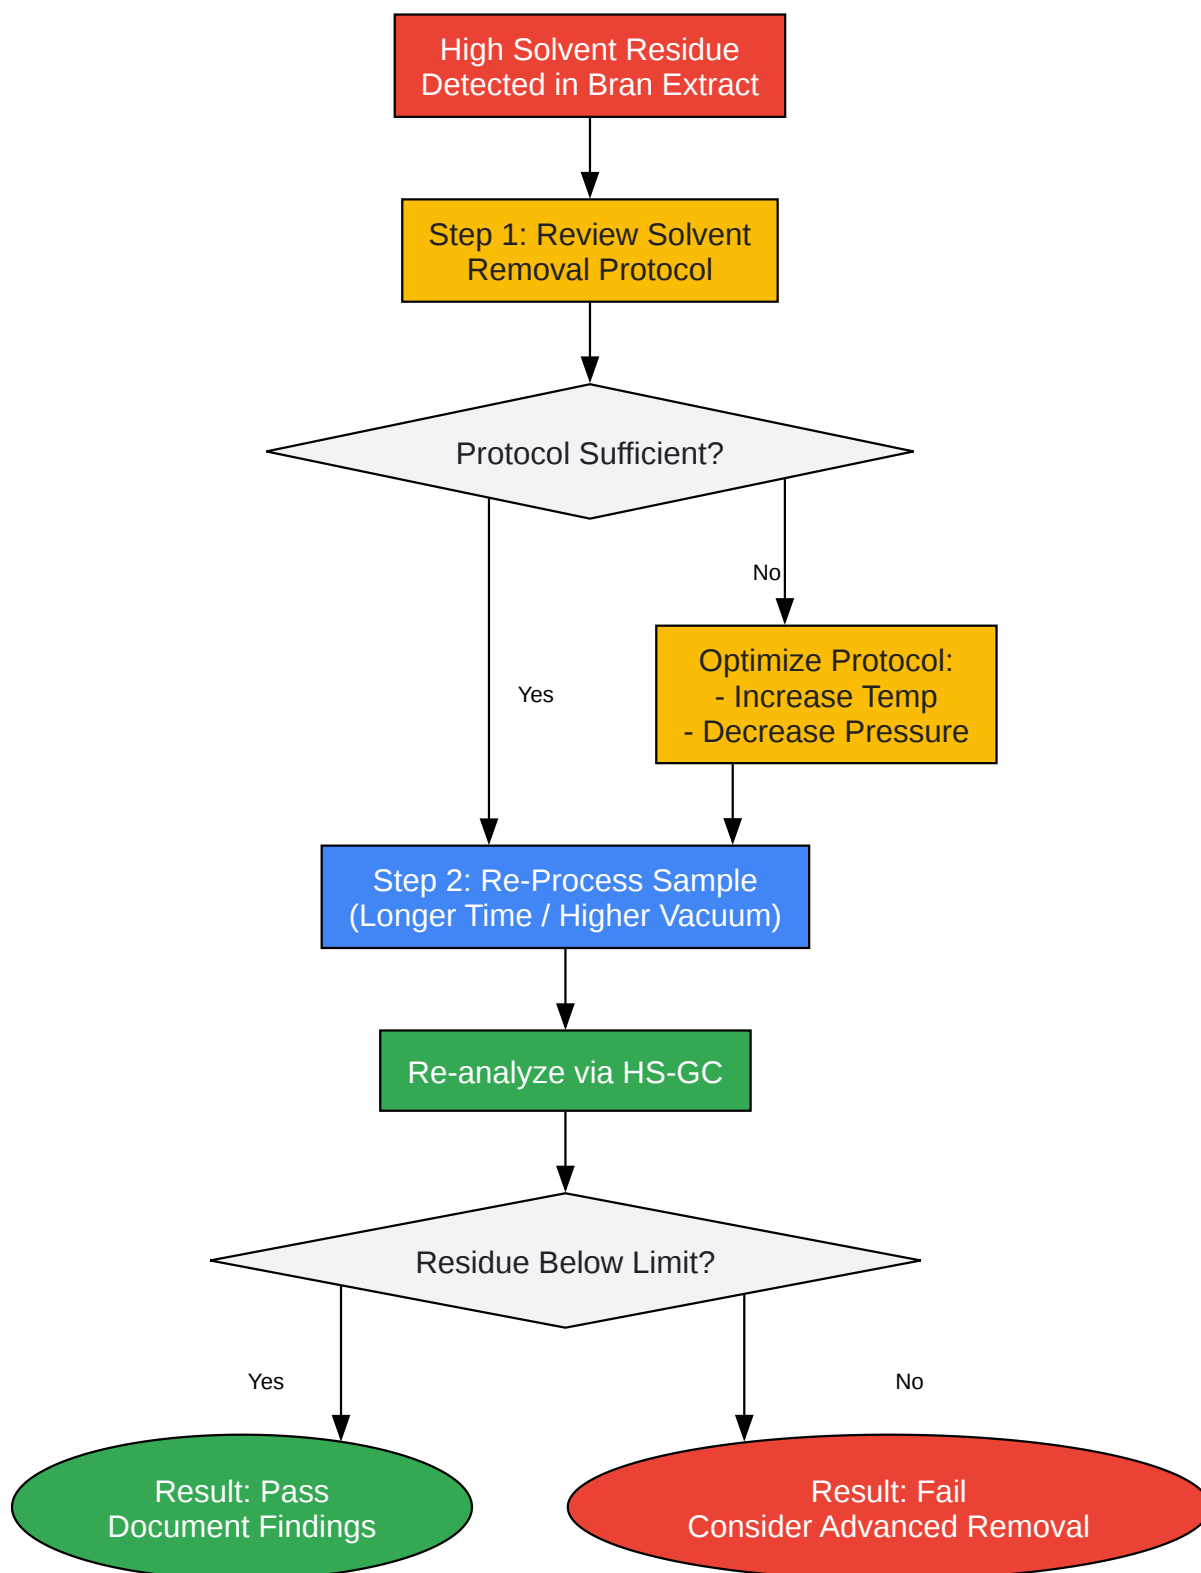 High Solvent Residue
Detected in Bran Extract
Step 1: Review Solvent
Removal Protocol
Protocol Sufficient?
No
Optimize Protocol:
- Increase Temp
- Decrease Pressure
Yes
Step 2: Re-Process Sample
(Longer Time / Higher Vacuum)
Re-analyze via HS-GC
Residue Below Limit?
Yes
No
Result: Pass
Document Findings
Result: Fail
Consider Advanced Removal